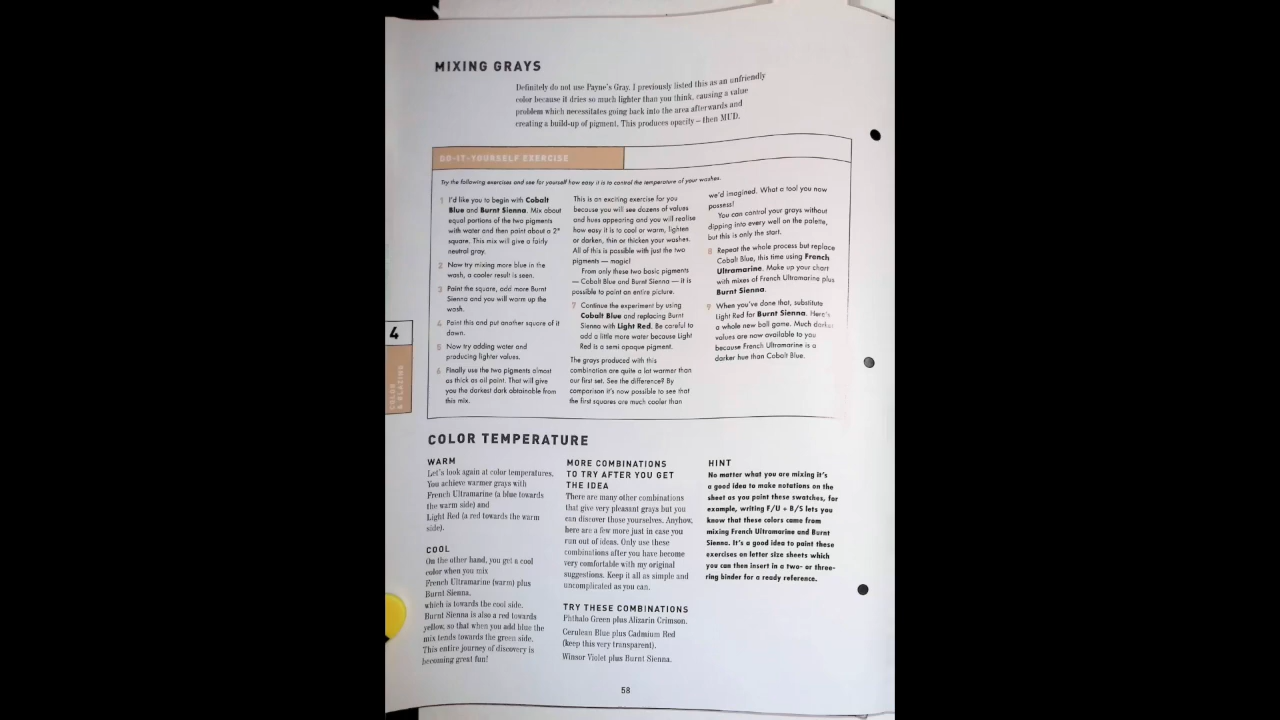 MIXING GRAYS
Definitely do not use Payne's Gray. I previously listed this as an unfriendly
color because it dries so much lighter than you think, causing a value
problem which necessitates going back into the area afterwards and
creating a build-up of pigment. This produces opacity – then MUD.
DO-IT-YOURSELF EXERCISE
Try the following exercises and see for yourself how easy it is to control the temperature of your washes.
1 I'd like you to begin with Cobalt
Blue and Burnt Sienna. Mix about
equal portions of the two pigments
with water and then paint about a 2"
square. This mix will give a fairly
neutral gray.
2 Now try mixing more blue in the
wash, a cooler result is seen.
3 Paint the square, add more Burnt
Sienna and you will warm up the
wash.
4 Paint this and put another square of it
down.
5 Now try adding water and
producing lighter values.
6 Finally use the two pigments almost
as thick as oil paint. That will give
you the darkest dark obtainable from
this mix.
This is an exciting exercise for you
because you will see dozens of values
and hues appearing and you will realise
how easy it is to cool or warm, lighten
or darken, thin or thicken your washes.
All of this is possible with just the two
pigments — magic!
From only these two basic pigments
— Cobalt Blue and Burnt Sienna — it is
possible to paint an entire picture.
7 Continue the experiment by using
Cobalt Blue and replacing Burnt
Sienna with Light Red. Be careful to
add a little more water because Light
Red is a semi opaque pigment.
The grays produced with this
combination are quite a lot warmer than
our first set. See the difference? By
comparison it's now possible to see that
the first squares are much cooler than
we'd imagined. What a tool you now
possess!
You can control your grays without
dipping into every well on the palette,
but this is only the start.
8 Repeat the whole process but replace
Cobalt Blue, this time using French
Ultramarine. Make up your chart
with mixes of French Ultramarine plus
Burnt Sienna.
9 When you've done that, substitute
Light Red for Burnt Sienna. Here's
a whole new ball game. Much darker
values are now available to you
because French Ultramarine is a
darker hue than Cobalt Blue.
4
COLOR
& GLAZING
COLOR TEMPERATURE
WARM
Let's look again at color temperatures.
You achieve warmer grays with
French Ultramarine (a blue towards
the warm side) and
Light Red (a red towards the warm
side).
COOL
On the other hand, you get a cool
color when you mix
French Ultramarine (warm) plus
Burnt Sienna,
which is towards the cool side.
Burnt Sienna is also a red towards
yellow, so that when you add blue the
mix tends towards the green side.
This entire journey of discovery is
becoming great fun!
MORE COMBINATIONS
TO TRY AFTER YOU GET
THE IDEA
There are many other combinations
that give very pleasant grays but you
can discover those yourselves. Anyhow,
here are a few more just in case you
run out of ideas. Only use these
combinations after you have become
very comfortable with my original
suggestions. Keep it all as simple and
uncomplicated as you can.
TRY THESE COMBINATIONS
Phthalo Green plus Alizarin Crimson.
Cerulean Blue plus Cadmium Red
(keep this very transparent).
Winsor Violet plus Burnt Sienna.
HINT
No matter what you are mixing it's
a good idea to make notations on the
sheet as you paint these swatches, for
example, writing F/U + B/S lets you
know that these colors came from
mixing French Ultramarine and Burnt
Sienna. It's a good idea to paint these
exercises on letter size sheets which
you can then insert in a two- or three-
ring binder for a ready reference.
58